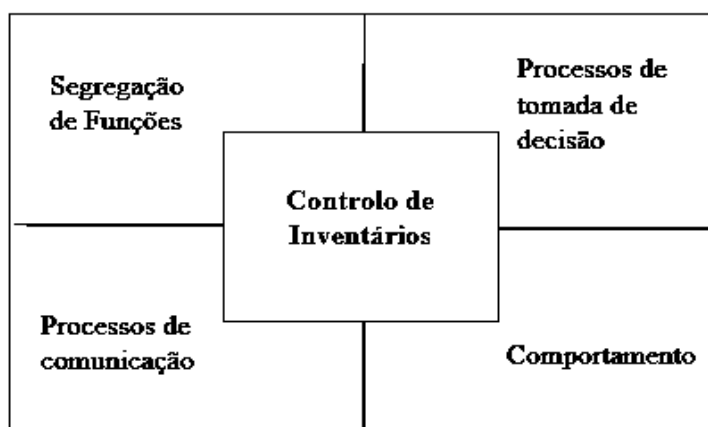 Segregação
de Funções
Processos de
tomada de
decisão
Controlo de
Inventários
Processos de
comunicação
Comportamento